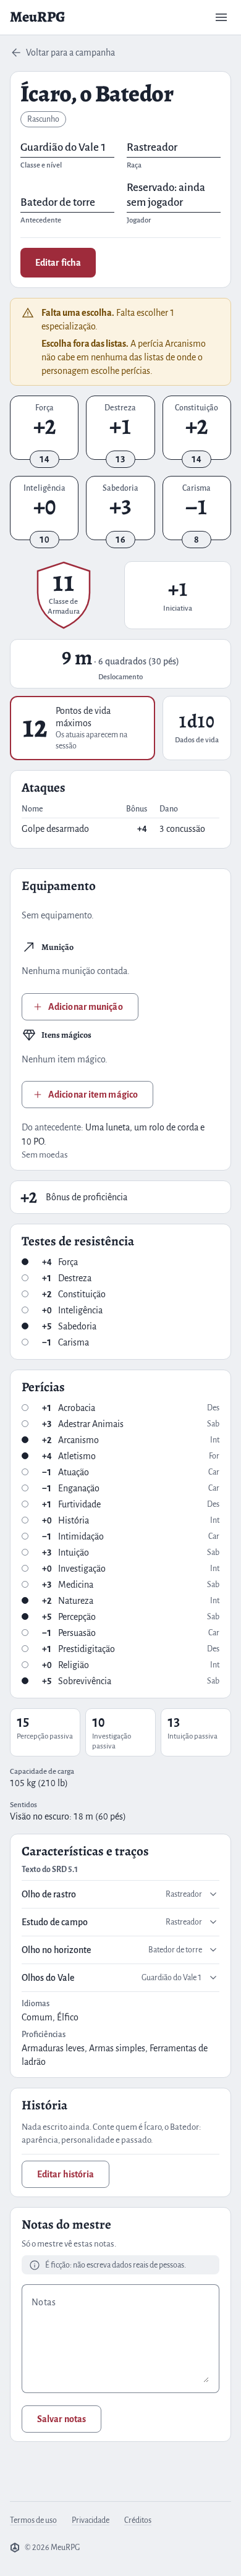 MeuRPG
Voltar para a campanha
Ícaro, o Batedor
Rascunho
Guardião do Vale 1
Classe e nível
Rastreador
Raça
Batedor de torre
Antecedente
Reservado: ainda
sem jogador
Jogador
Editar ficha
Falta uma escolha. Falta escolher 1
especialização.
Escolha fora das listas. A perícia Arcanismo
não cabe em nenhuma das listas de onde o
personagem escolhe perícias.
Força
+2
14
Destreza
+1
13
Constituição
+2
14
Inteligência
+0
10
Sabedoria
+3
16
Carisma
−1
8
11
Classe de
Armadura
+1
Iniciativa
9 m · 6 quadrados (30 pés)
Deslocamento
12
Pontos de vida
máximos
Os atuais aparecem na
sessão
1d10
Dados de vida
Ataques
Nome Bônus Dano
Golpe desarmado +4 3 concussão
Equipamento
Sem equipamento.
Munição
Nenhuma munição contada.
Adicionar munição
Itens mágicos
Nenhum item mágico.
Adicionar item mágico
Do antecedente: Uma luneta, um rolo de corda e
10 PO.
Sem moedas
+2 Bônus de proficiência
Testes de resistência
+4 Força
+1 Destreza
+2 Constituição
+0 Inteligência
+5 Sabedoria
−1 Carisma
Perícias
+1 Acrobacia Des
+3 Adestrar Animais Sab
+2 Arcanismo Int
+4 Atletismo For
−1 Atuação Car
−1 Enganação Car
+1 Furtividade Des
+0 História Int
−1 Intimidação Car
+3 Intuição Sab
+0 Investigação Int
+3 Medicina Sab
+2 Natureza Int
+5 Percepção Sab
−1 Persuasão Car
+1 Prestidigitação Des
+0 Religião Int
+5 Sobrevivência Sab
15
Percepção passiva
10
Investigação
passiva
13
Intuição passiva
Capacidade de carga
105 kg (210 lb)
Sentidos
Visão no escuro: 18 m (60 pés)
Características e traços
Texto do SRD 5.1
Olho de rastro Rastreador
Estudo de campo Rastreador
Olho no horizonte Batedor de torre
Olhos do Vale Guardião do Vale 1
Idiomas
Comum, Élfico
Proficiências
Armaduras leves, Armas simples, Ferramentas de
ladrão
História
Nada escrito ainda. Conte quem é Ícaro, o Batedor:
aparência, personalidade e passado.
Editar história
Notas do mestre
Só o mestre vê estas notas.
É ficção: não escreva dados reais de pessoas.
Notas
Salvar notas
Termos de uso Privacidade Créditos
© 2026 MeuRPG